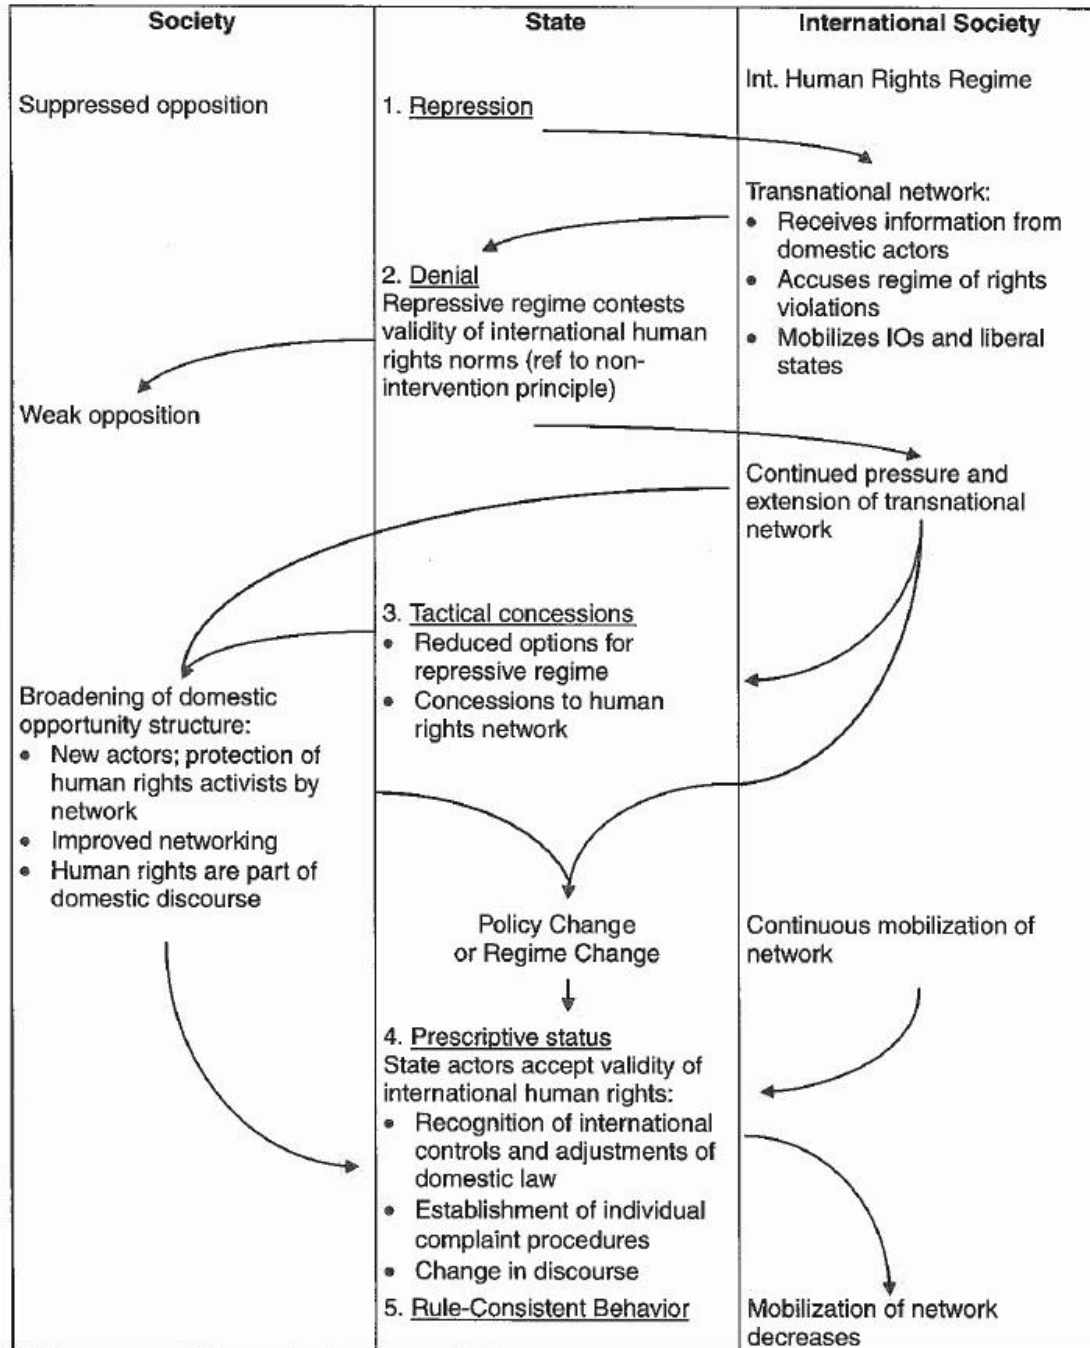 Society
State
International Society
Int. Human Rights Regime
Suppressed opposition
1. Repression
Transnational network:
• Receives information from
domestic actors
• Accuses regime of rights
violations
• Mobilizes IOs and liberal
states
2. Denial
Repressive regime contests
validity of international human
rights norms (ref to non-
intervention principle)
Weak opposition
Continued pressure and
extension of transnational
network
3. Tactical concessions
• Reduced options for
repressive regime
• Concessions to human
rights network
Broadening of domestic
opportunity structure:
• New actors; protection of
human rights activists by
network
• Improved networking
• Human rights are part of
domestic discourse
Policy Change
or Regime Change
Continuous mobilization of
network
4. Prescriptive status
State actors accept validity of
international human rights:
• Recognition of international
controls and adjustments of
domestic law
• Establishment of individual
complaint procedures
• Change in discourse
5. Rule-Consistent Behavior
Mobilization of network
decreases